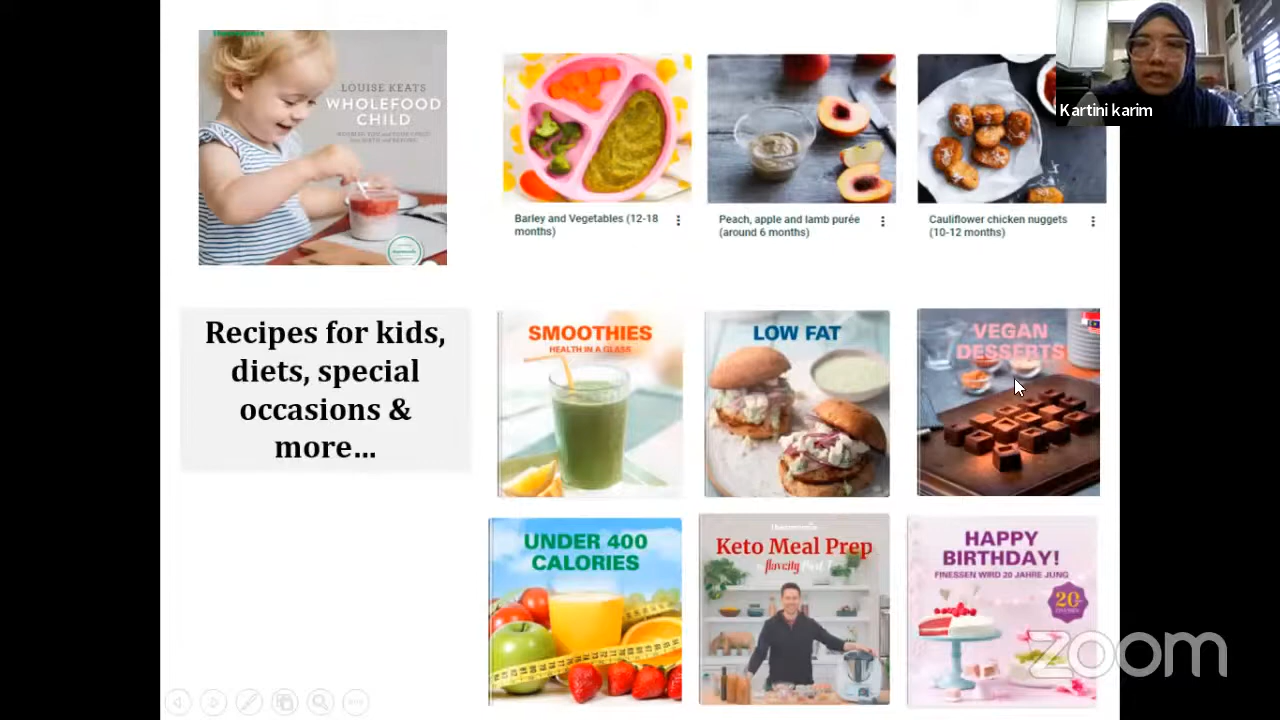 LOUISE KEATS
WHOLEFOOD
CHILD
Barley and Vegetables (12-18
months)
Peach, apple and lamb purée
(around 6 months)
Cauliflower chicken nuggets
(10-12 months)
Kartini karim
Recipes for kids,
diets, special
occasions &
more...
SMOOTHIES
HEALTH IN A GLASS
LOW FAT
VEGAN
DESSERTS
UNDER 400
CALORIES
Keto Meal Prep
flavcity
HAPPY
BIRTHDAY!
FINESSEN WIRD 20 JAHRE JUNG
20
zoom